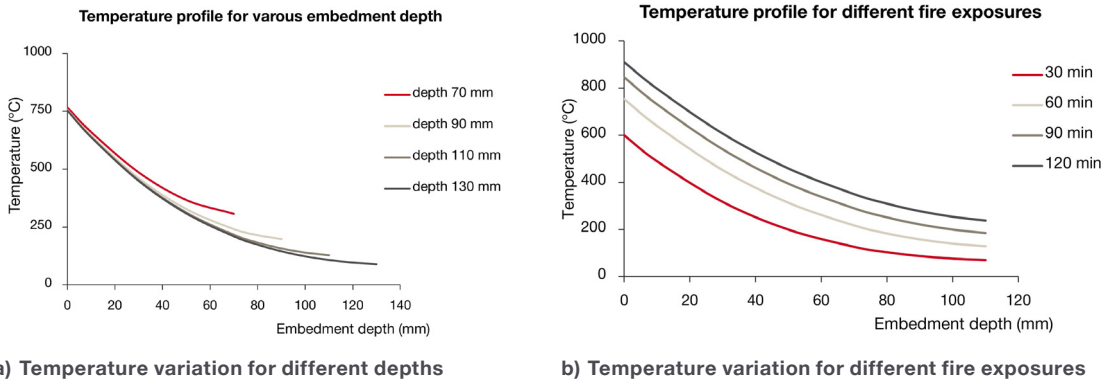 Temperature profile for varous embedment depth
1000
750
500
250
0
Temperature (°C)
0 20 40 60 80 100 120 140
Embedment depth (mm)
depth 70 mm
depth 90 mm
depth 110 mm
depth 130 mm
a) Temperature variation for different depths
Temperature profile for different fire exposures
1000
800
600
400
200
0
Temperature (°C)
0 20 40 60 80 100 120
Embedment depth (mm)
30 min
60 min
90 min
120 min
b) Temperature variation for different fire exposures